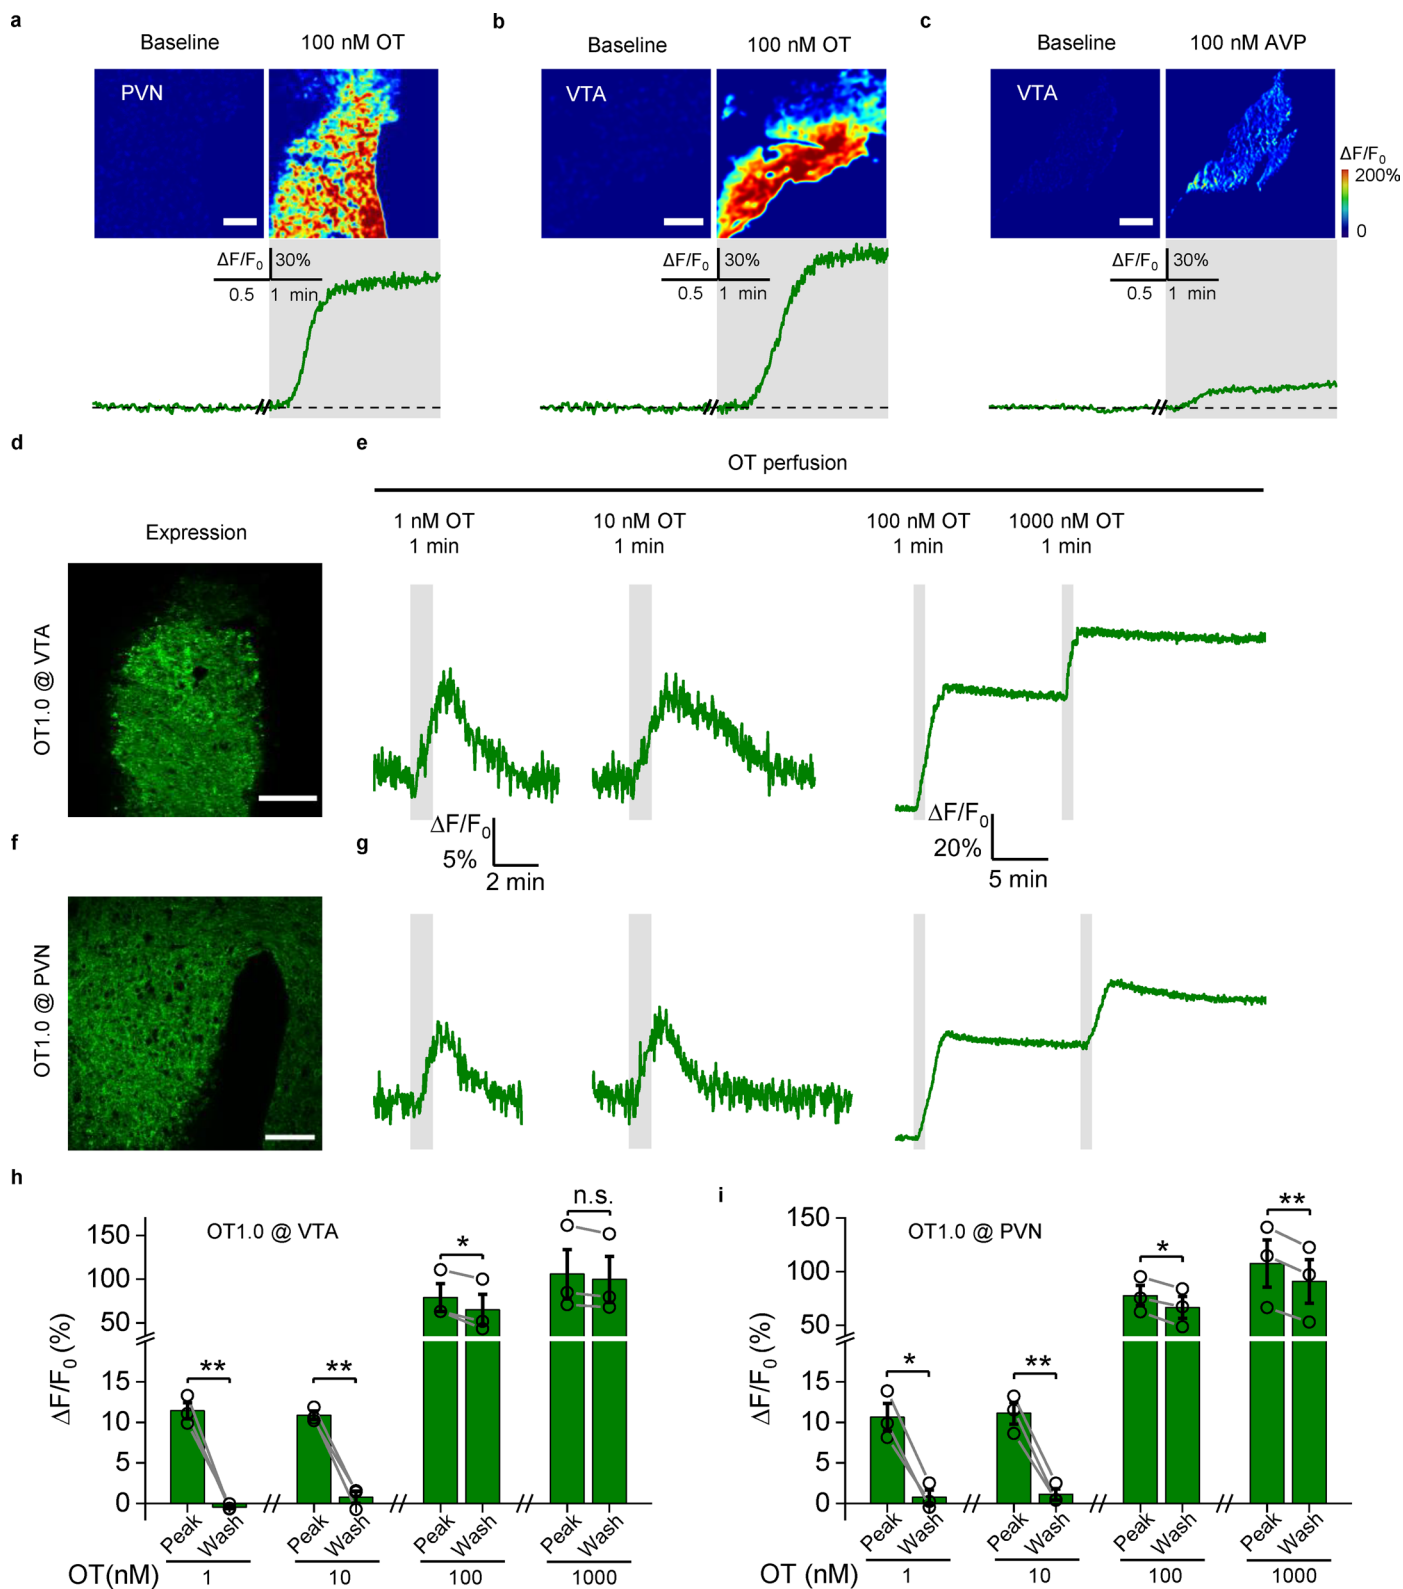 a
b
c
Baseline
100 nM OT
Baseline
100 nM OT
Baseline
100 nM AVP
PVN
VTA
VTA
ΔF/F0
200%
0
ΔF/F0 30%
0.5 1 min
ΔF/F0 30%
0.5 1 min
ΔF/F0 30%
0.5 1 min
d
e
OT perfusion
Expression
1 nM OT
1 min
10 nM OT
1 min
100 nM OT
1 min
1000 nM OT
1 min
OT1.0 @ VTA
ΔF/F0
5%
2 min
ΔF/F0
20%
5 min
f
g
OT1.0 @ PVN
h
OT1.0 @ VTA
ΔF/F0 (%)
150
100
50
15
10
5
0
**
**
*
n.s.
Peak Wash Peak Wash Peak Wash Peak Wash
OT(nM) 1 10 100 1000
i
OT1.0 @ PVN
ΔF/F0 (%)
150
100
50
15
10
5
0
*
**
*
**
Peak Wash Peak Wash Peak Wash Peak Wash
OT (nM) 1 10 100 1000